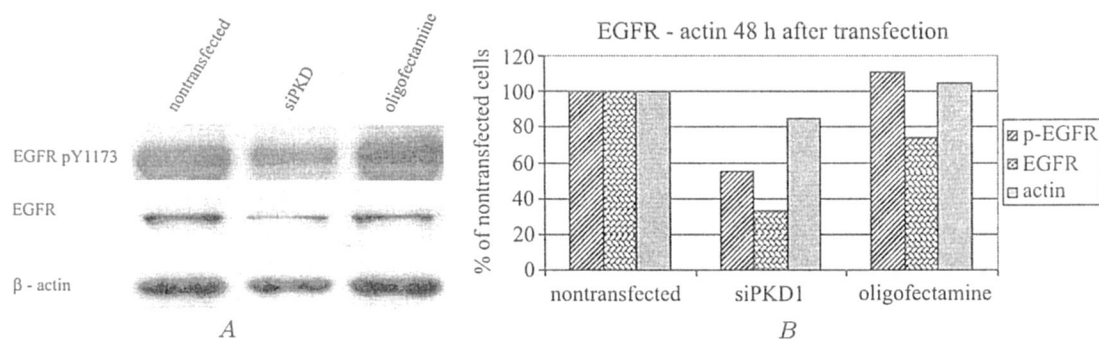 nontransfected
siPKD
oligofectamine
EGFR pY1173
EGFR
β - actin
A
EGFR - actin 48 h after transfection
% of nontransfected cells
120
100
80
60
40
20
0
nontransfected
siPKD1
oligofectamine
p-EGFR
EGFR
actin
B